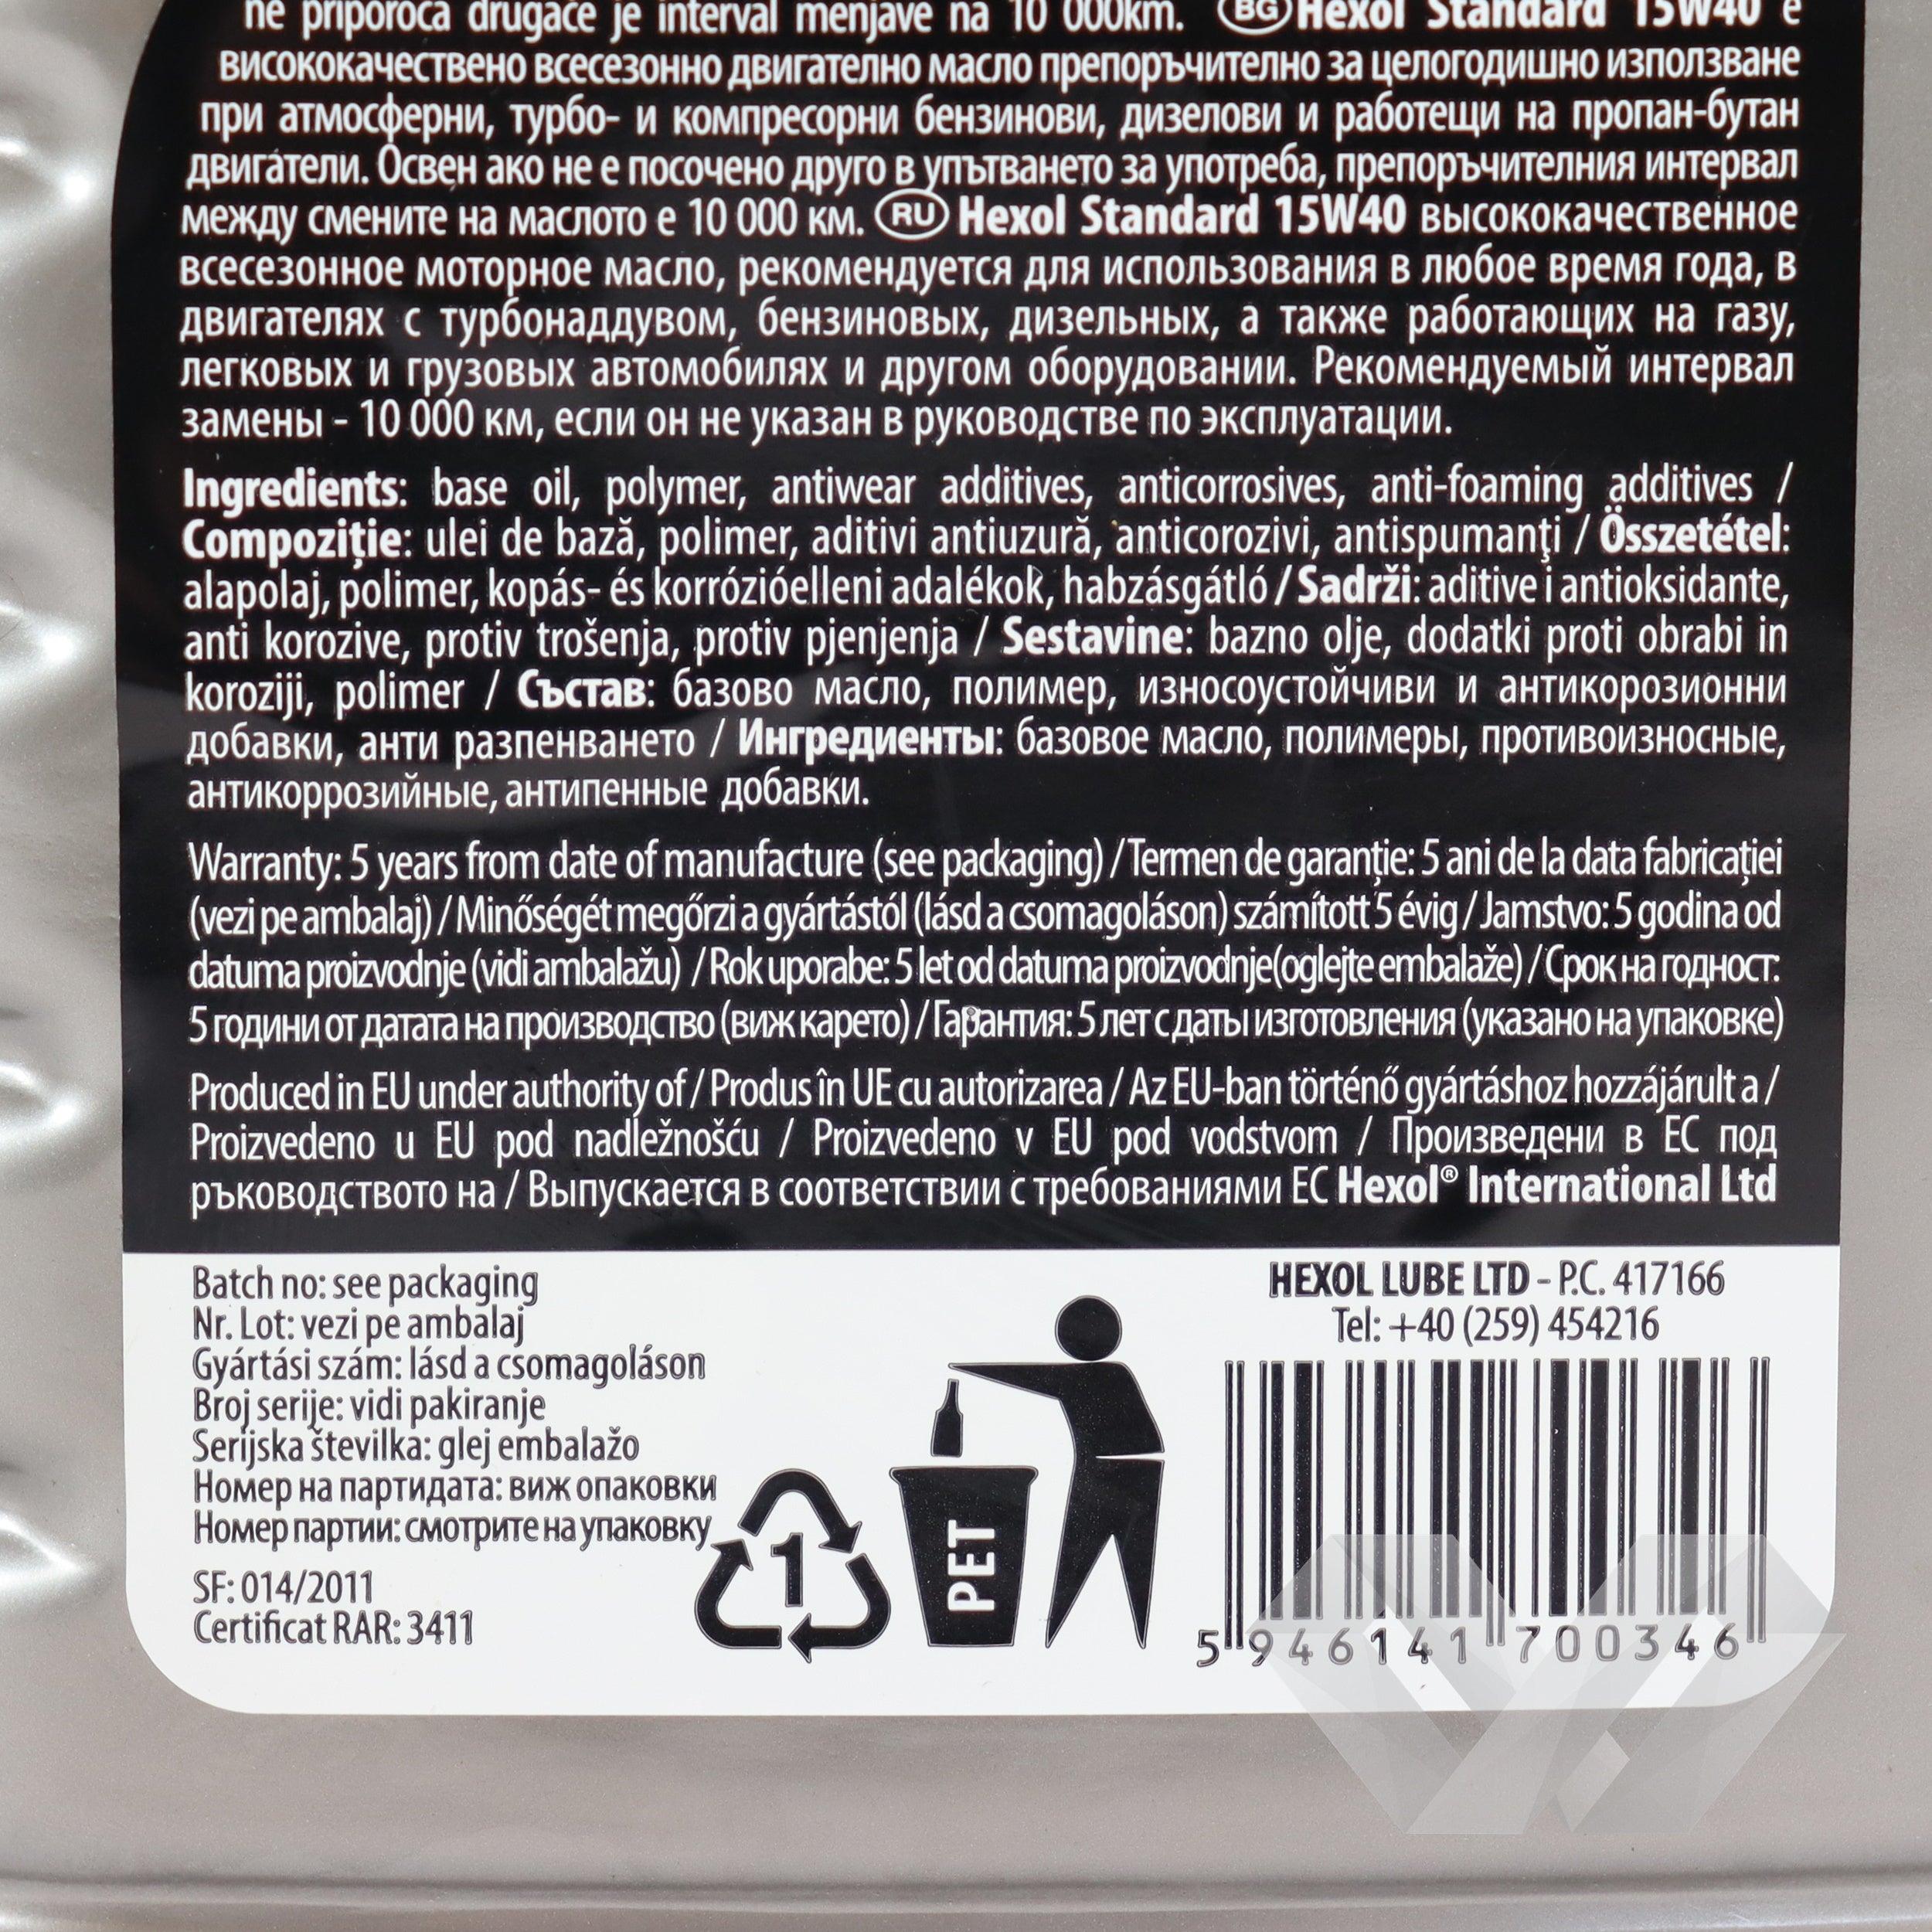 ne priporoča drugače je interval menjave na 10 000km. BG Hexol Standard 15W40 е
висококачествено всесезонно двигателно масло препоръчително за целогодишно използване
при атмосферни, турбо- и компресорни бензинови, дизелови и работещи на пропан-бутан
двигатели. Освен ако не е посочено друго в упътването за употреба, препоръчителния интервал
между смените на маслото е 10 000 км. RU Hexol Standard 15W40 высококачественное
всесезонное моторное масло, рекомендуется для использования в любое время года, в
двигателях с турбонаддувом, бензиновых, дизельных, а также работающих на газу,
легковых и грузовых автомобилях и другом оборудовании. Рекомендуемый интервал
замены - 10 000 км, если он не указан в руководстве по эксплуатации.
Ingredients: base oil, polymer, antiwear additives, anticorrosives, anti-foaming additives /
Compoziție: ulei de bază, polimer, aditivi antiuzură, anticorozivi, antispumanți / Összetétel:
alapolaj, polimer, kopás- és korrózióelleni adalékok, habzásgátló / Sadrži: aditive i antioksidante,
anti korozive, protiv trošenja, protiv pjenjenja / Sestavine: bazno olje, dodatki proti obrabi in
koroziji, polimer / Състав: базово масло, полимер, износоустойчиви и антикорозионни
добавки, анти разпенването / Ингредиенты: базовое масло, полимеры, противоизносные,
антикоррозийные, антипенные добавки.
Warranty: 5 years from date of manufacture (see packaging) / Termen de garanție: 5 ani de la data fabricației
(vezi pe ambalaj) / Minőségét megőrzi a gyártástól (lásd a csomagoláson) számított 5 évig / Jamstvo: 5 godina od
datuma proizvodnje (vidi ambalažu) / Rok uporabe: 5 let od datuma proizvodnje(oglejte embalaže) / Срок на годност:
5 години от датата на производство (виж карето) / Гарантия: 5 лет с даты изготовления (указано на упаковке)
Produced in EU under authority of / Produs în UE cu autorizarea / Az EU-ban történő gyártáshoz hozzájárult a /
Proizvedeno u EU pod nadležnošću / Proizvedeno v EU pod vodstvom / Произведени в ЕС под
ръководството на / Выпускается в соответствии с требованиями ЕС Hexol® International Ltd
Batch no: see packaging
Nr. Lot: vezi pe ambalaj
Gyártási szám: lásd a csomagoláson
Broj serije: vidi pakiranje
Serijska številka: glej embalažo
Номер на партидата: виж опаковки
Номер партии: смотрите на упаковку
SF: 014/2011
Certificat RAR: 3411
1
PET
HEXOL LUBE LTD - P.C. 417166
Tel: +40 (259) 454216
5 946141 700346